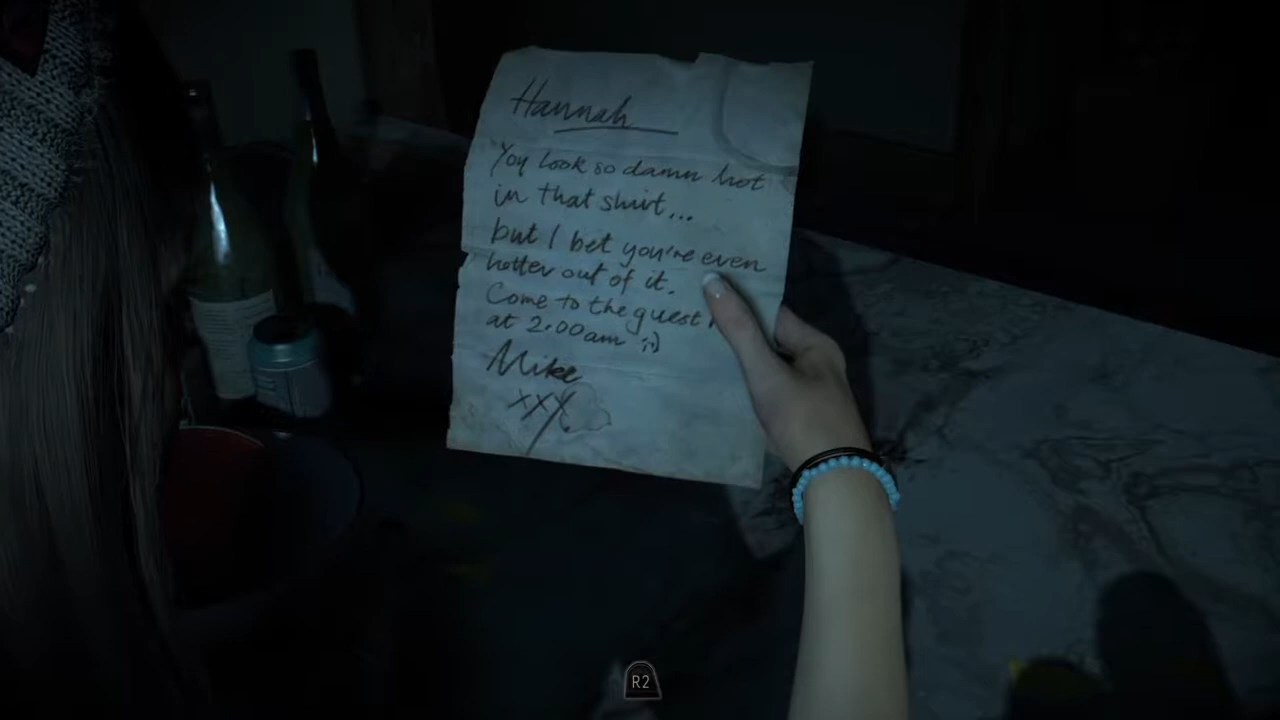 Hannah
You look so damn hot
in that shirt...
but I bet you're even
hotter out of it.
Come to the guest
at 2.00am ;)
Mike
xxx
R2